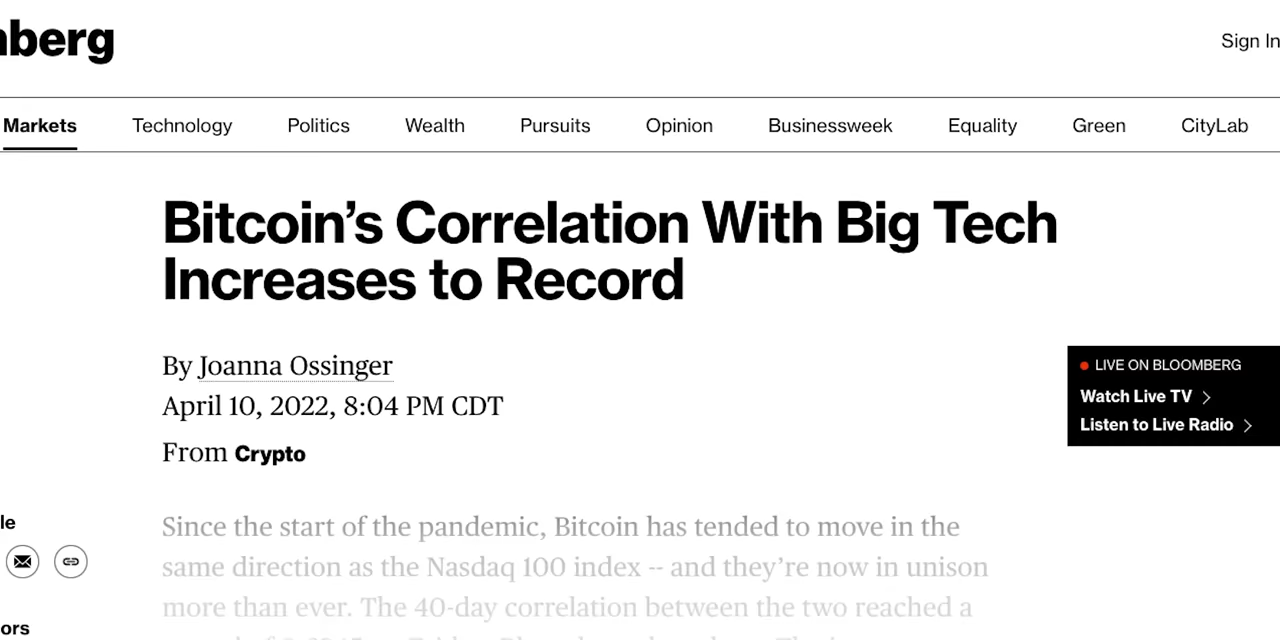 berg
Sign In
Markets Technology Politics Wealth Pursuits Opinion Businessweek Equality Green CityLab
Bitcoin’s Correlation With Big Tech
Increases to Record
By Joanna Ossinger
April 10, 2022, 8:04 PM CDT
From Crypto
LIVE ON BLOOMBERG
Watch Live TV
Listen to Live Radio
le
Since the start of the pandemic, Bitcoin has tended to move in the
same direction as the Nasdaq 100 index -- and they’re now in unison
more than ever. The 40-day correlation between the two reached a
ors